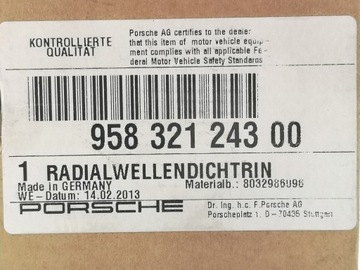 KONTROLLIERTE
QUALITÄT
Porsche AG certifies to the dealer:
that this item of motor vehicle equip-
ment complies with all applicable Fe-
deral Motor Vehicle Safety Standards
958 321 243 00
1 RADIALWELLENDICHTRIN
Made in GERMANY Materialb.: 8032986096
WE-Datum: 14.02.2013
PORSCHE
Dr. Ing. h.c. F.Porsche AG
Porscheplatz 1. D-70435 Stuttgart